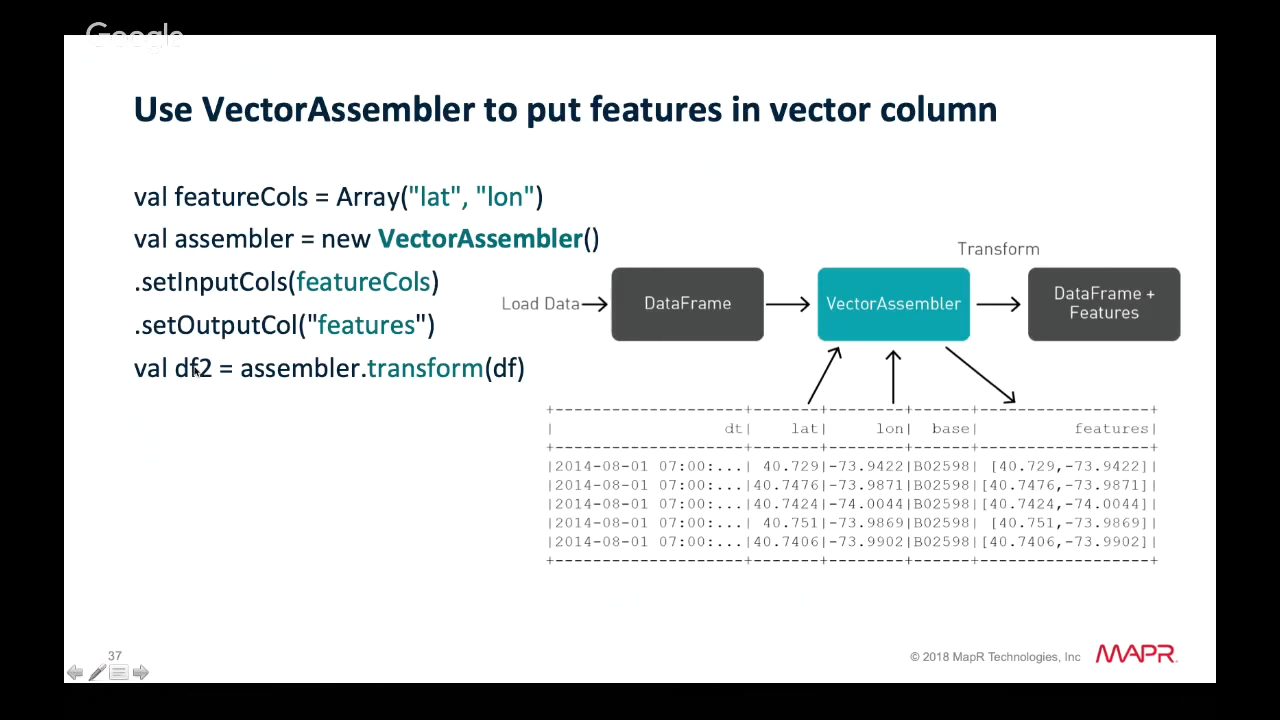 Google
Use VectorAssembler to put features in vector column
val featureCols = Array("lat", "lon")
val assembler = new VectorAssembler()
.setInputCols(featureCols)
.setOutputCol("features")
val df2 = assembler.transform(df)
Transform
Load Data
DataFrame
VectorAssembler
DataFrame +
Features
+-------------------+-------+--------+------+------------------+
|                 dt|    lat|     lon|  base|          features|
+-------------------+-------+--------+------+------------------+
|2014-08-01 07:00:...| 40.729|-73.9422|B02598| [40.729,-73.9422]|
|2014-08-01 07:00:...|40.7476|-73.9871|B02598|[40.7476,-73.9871]|
|2014-08-01 07:00:...|40.7424|-74.0044|B02598|[40.7424,-74.0044]|
|2014-08-01 07:00:...| 40.751|-73.9869|B02598| [40.751,-73.9869]|
|2014-08-01 07:00:...|40.7406|-73.9902|B02598|[40.7406,-73.9902]|
+-------------------+-------+--------+------+------------------+
37
© 2018 MapR Technologies, Inc
MAPR